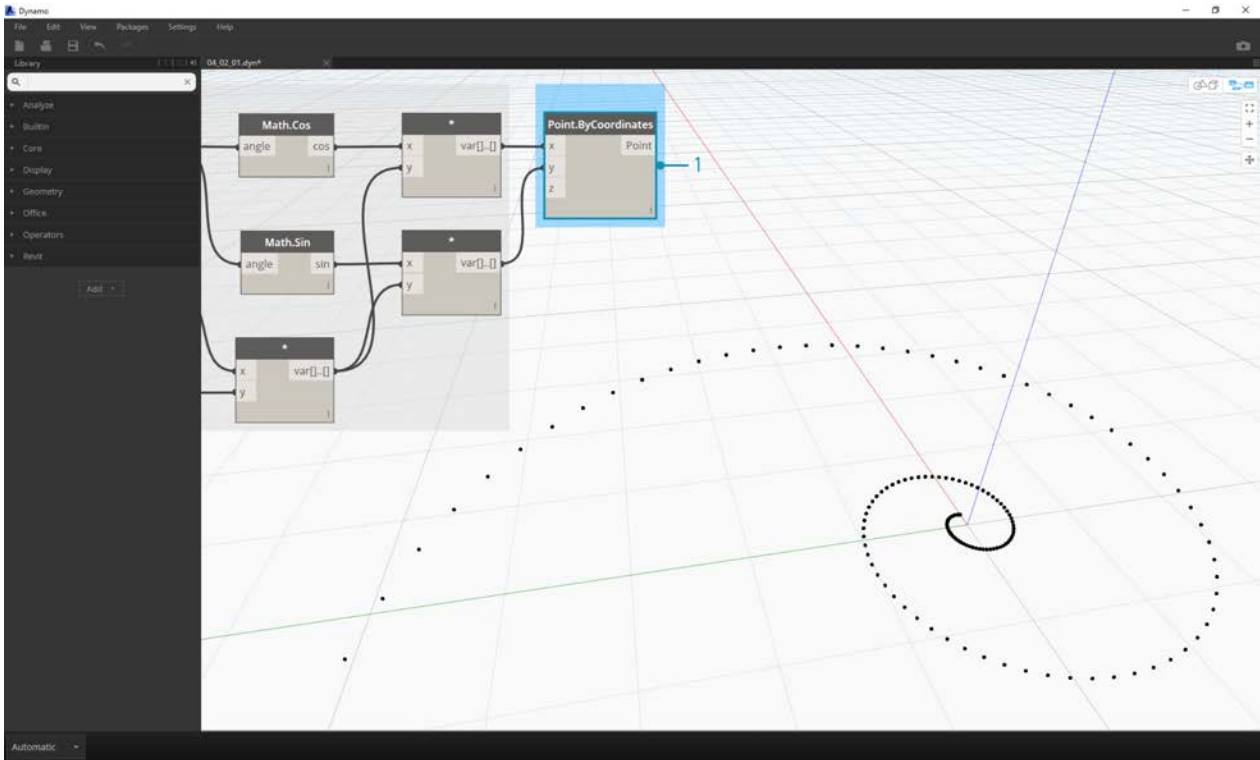 Dynamo
File Edit View Packages Settings Help
Library
04_02_01.dyn*
Analyze
BuiltIn
Core
Display
Geometry
Office
Operators
Revit
Add
Math.Cos
angle cos
*
x var[]..[]
y
Point.ByCoordinates
x Point
y
z
1
Math.Sin
angle sin
*
x var[]..[]
y
*
x var[]..[]
y
Automatic